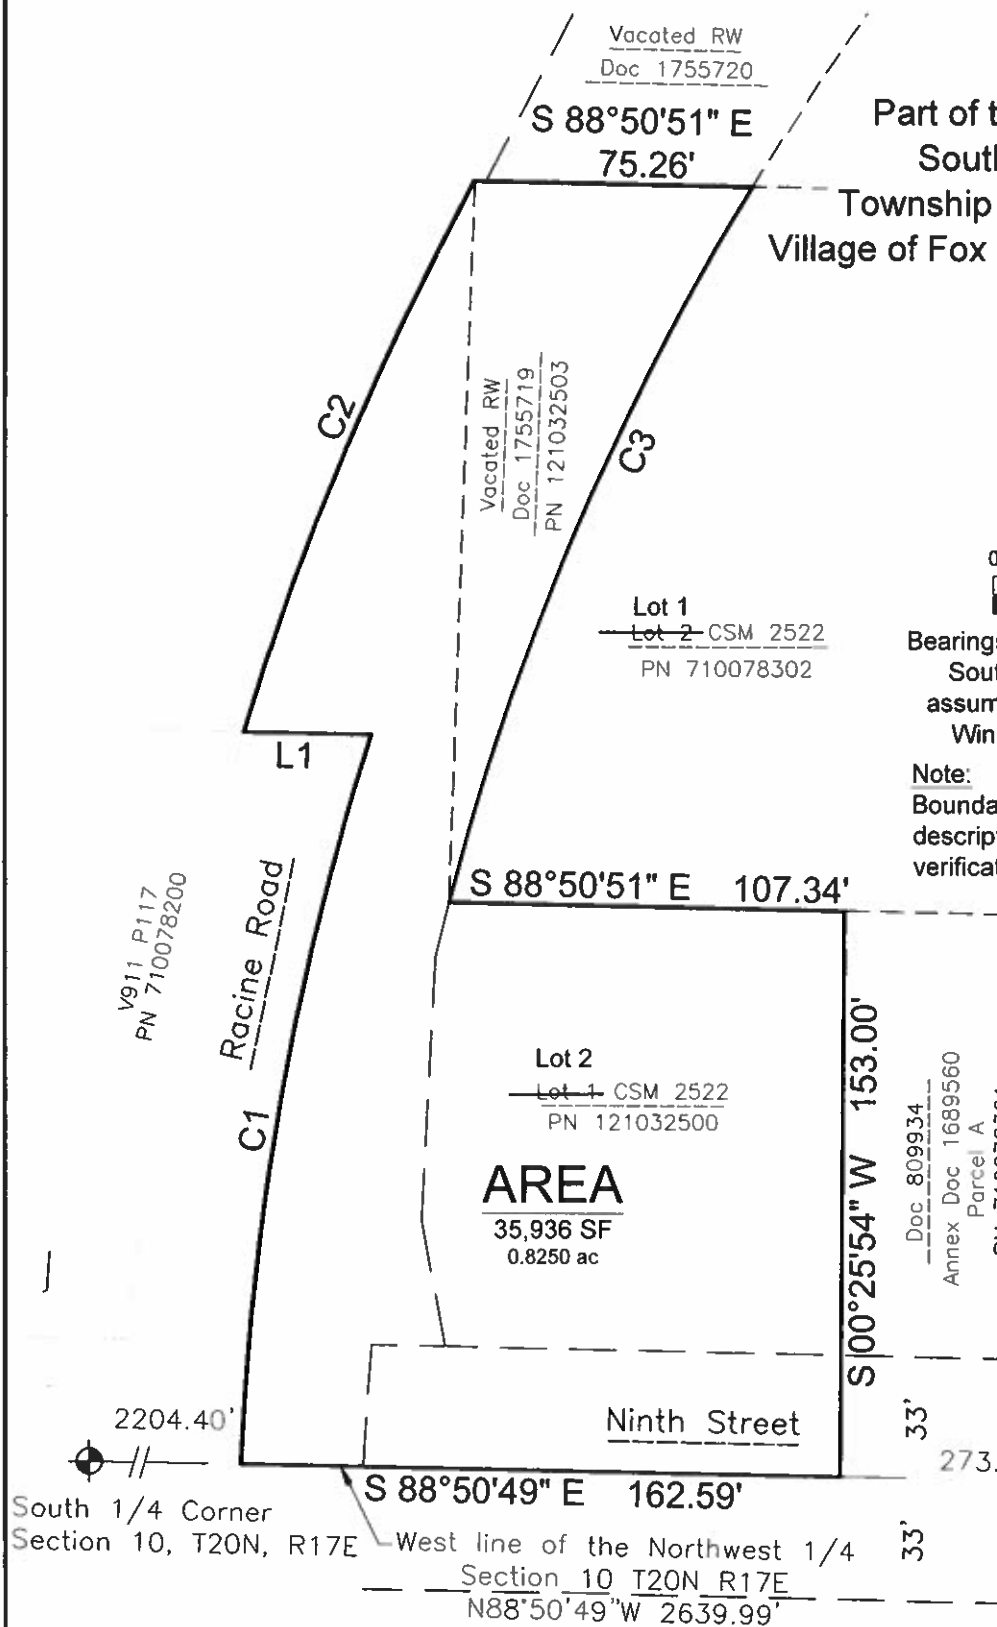 Vacated RW
Doc 1755720
S 88°50'51" E
75.26'
Part of t
South
Township
Village of Fox
C2
Vacated RW
Doc 1755719
PN 121032503
C3
0
Lot 1
Lot 2 CSM 2522
PN 710078302
Bearings
Sout
assum
Win
Note:
Bounda
descript
verificat
L1
V911 P117
PN 710078200
Racine Road
S 88°50'51" E 107.34'
C1
Lot 2
Lot 1 CSM 2522
PN 121032500
AREA
35,936 SF
0.8250 ac
S 00°25'54" W 153.00'
Doc 809934
Annex Doc 1689560
Parcel A
Ninth Street
33'
2204.40'
273.
S 88°50'49" E 162.59'
South 1/4 Corner
Section 10, T20N, R17E
West line of the Northwest 1/4
33'
Section 10 T20N R17E
N88°50'49"W 2639.99'